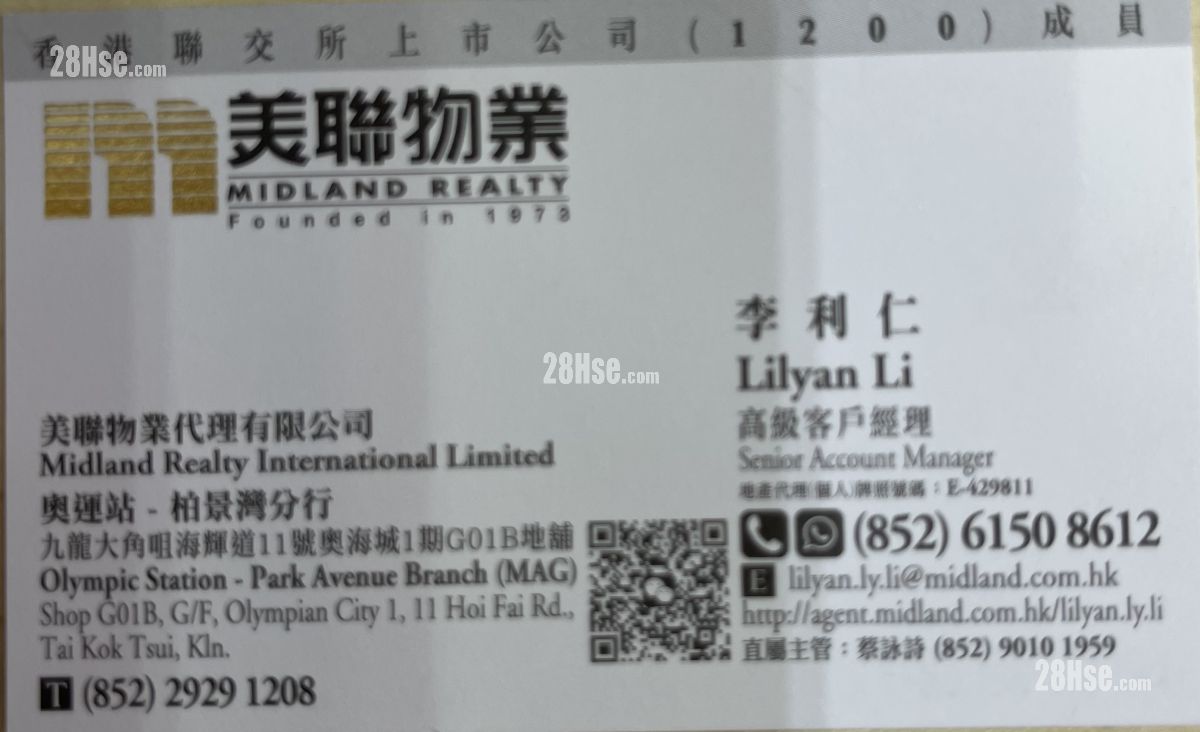 香港聯交所上市公司(1200)成員
28Hse.com
美聯物業
MIDLAND REALTY
Founded in 1973
李利仁
Lilyan Li
高級客戶經理
Senior Account Manager
地產代理(個人)牌照號碼：E-429811
(852) 6150 8612
E lilyan.ly.li@midland.com.hk
http://agent.midland.com.hk/lilyan.ly.li
直屬主管：蔡詠詩 (852) 9010 1959
28Hse.com
美聯物業代理有限公司
Midland Realty International Limited
奧運站 - 柏景灣分行
九龍大角咀海輝道11號奧海城1期G01B地舖
Olympic Station - Park Avenue Branch (MAG)
Shop G01B, G/F, Olympian City 1, 11 Hoi Fai Rd.,
Tai Kok Tsui, Kln.
T (852) 2929 1208
28Hse.com